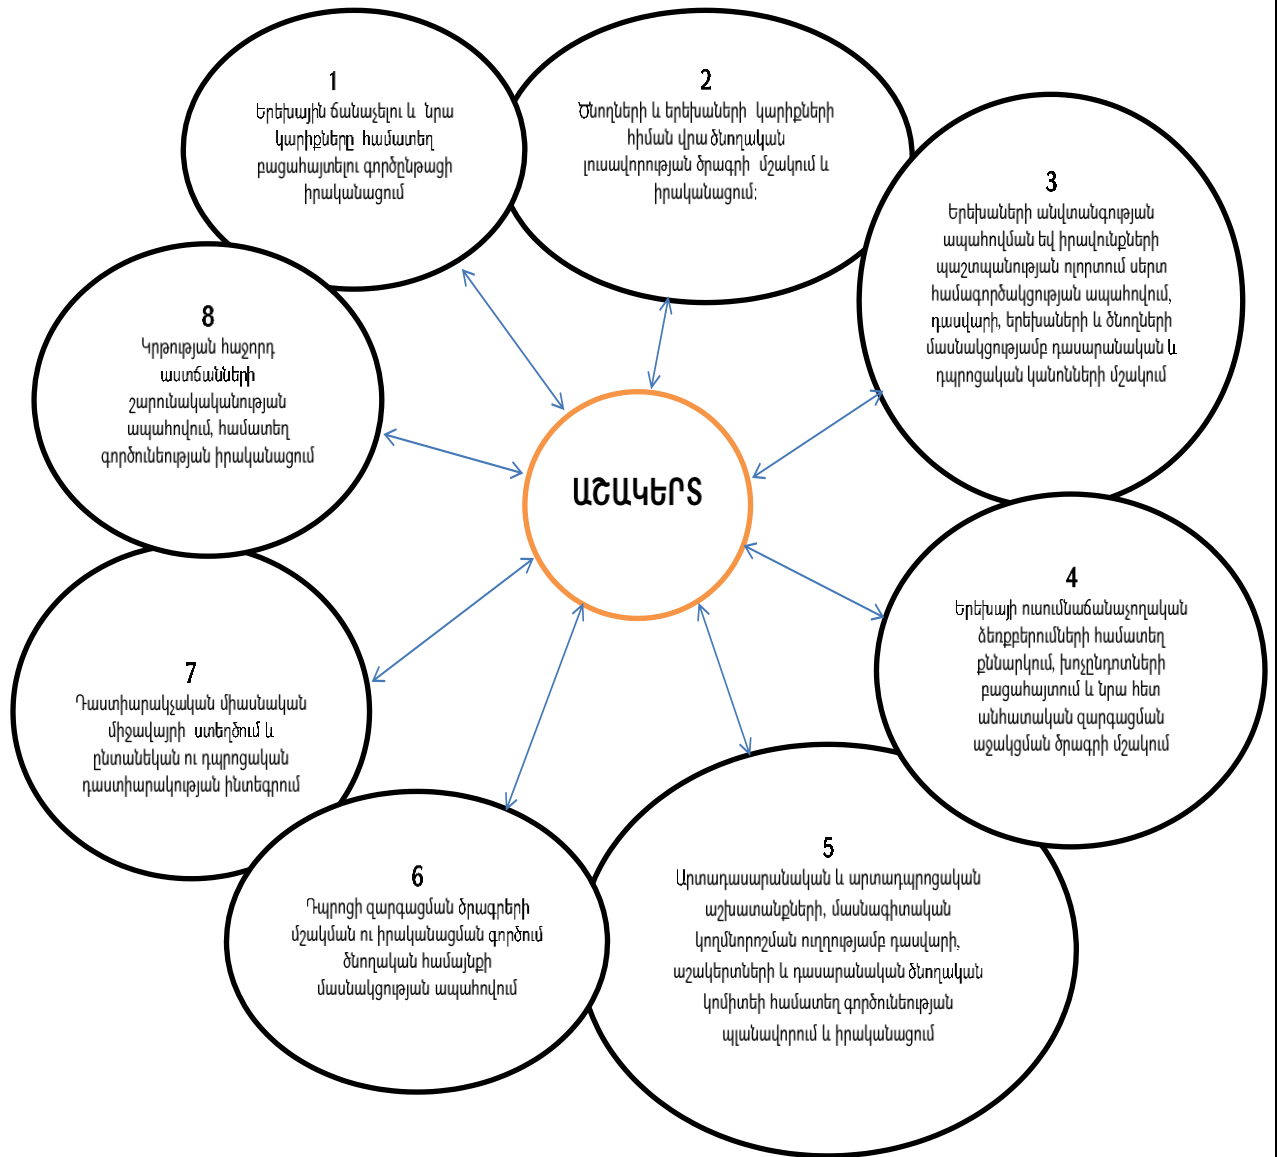 1
Երեխային ճանաչելու և նրա
կարիքները համատեղ
բացահայտելու գործընթացի
իրականացում
2
Ծնողների և երեխաների կարիքների
հիման վրա ծնողական
լուսավորության ծրագրի մշակում և
իրականացում:
3
Երեխաների անվտանգության
ապահովման եվ իրավունքների
պաշտպանության ոլորտում սերտ
համագործակցության ապահովում,
դասվարի, երեխաների և ծնողների
մասնակցությամբ դասարանական և
դպրոցական կանոնների մշակում
4
Երեխայի ուսումնաճանաչողական
ձեռքբերումների համատեղ
քննարկում, խոչընդոտների
բացահայտում և նրա հետ
անհատական զարգացման
աջակցման ծրագրի մշակում
5
Արտադասարանական և արտադպրոցական
աշխատանքների, մասնագիտական
կողմնորոշման ուղղությամբ դասվարի,
աշակերտների և դասարանական ծնողական
կոմիտեի համատեղ գործունեության
պլանավորում և իրականացում
6
Դպրոցի զարգացման ծրագրերի
մշակման ու իրականացման գործում
ծնողական համայնքի
մասնակցության ապահովում
7
Դաստիարակչական միասնական
միջավայրի ստեղծում և
ընտանեկան ու դպրոցական
դաստիարակության ինտեգրում
8
Կրթության հաջորդ
աստճանների
շարունակականության
ապահովում, համատեղ
գործունեության իրականացում
ԱՇԱԿԵՐՏ